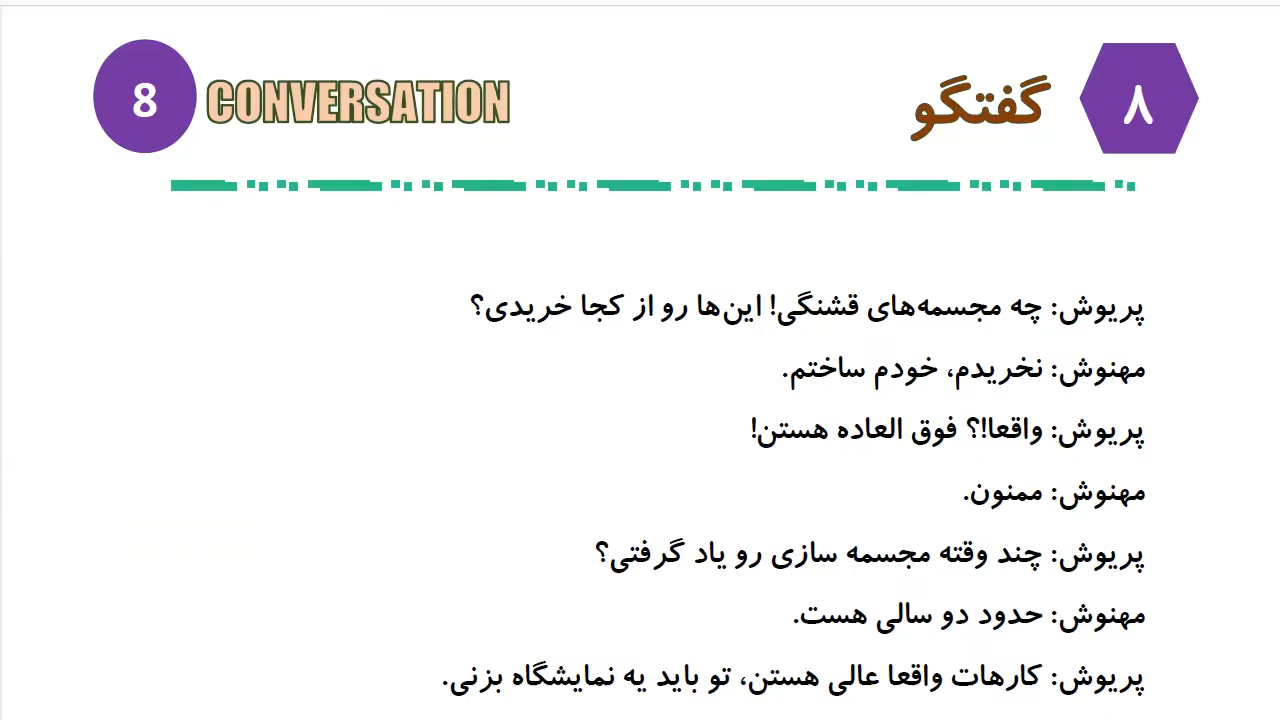 8 CONVERSATION
گفتگو ۸
پریوش: چه مجسمه‌های قشنگی! این‌ها رو از کجا خریدی؟
مهنوش: نخریدم، خودم ساختم.
پریوش: واقعا!؟ فوق العاده هستن!
مهنوش: ممنون.
پریوش: چند وقته مجسمه سازی رو یاد گرفتی؟
مهنوش: حدود دو سالی هست.
پریوش: کارهات واقعا عالی هستن، تو باید یه نمایشگاه بزنی.